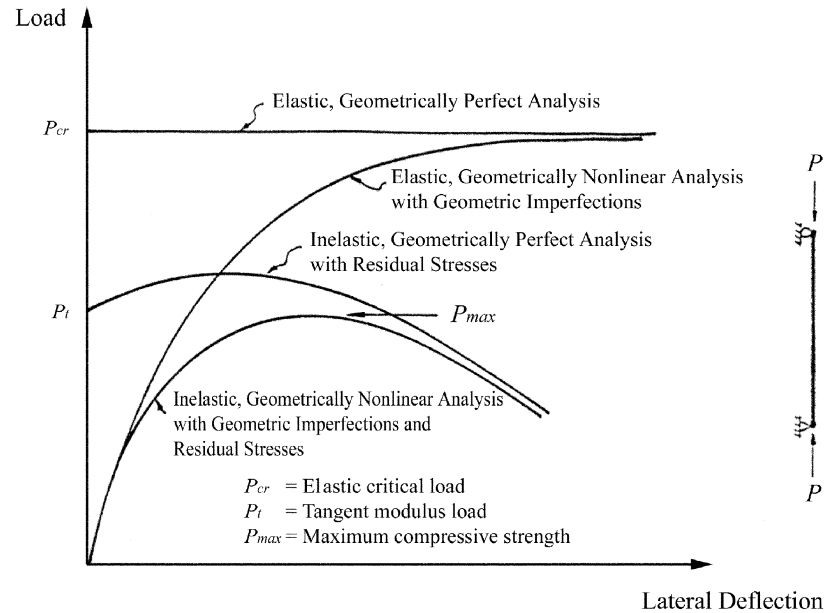 Load
Elastic, Geometrically Perfect Analysis
Pcr
Elastic, Geometrically Nonlinear Analysis
with Geometric Imperfections
P
Inelastic, Geometrically Perfect Analysis
with Residual Stresses
Pt
Pmax
Inelastic, Geometrically Nonlinear Analysis
with Geometric Imperfections and
Residual Stresses
Pcr = Elastic critical load
Pt = Tangent modulus load
Pmax = Maximum compressive strength
P
Lateral Deflection